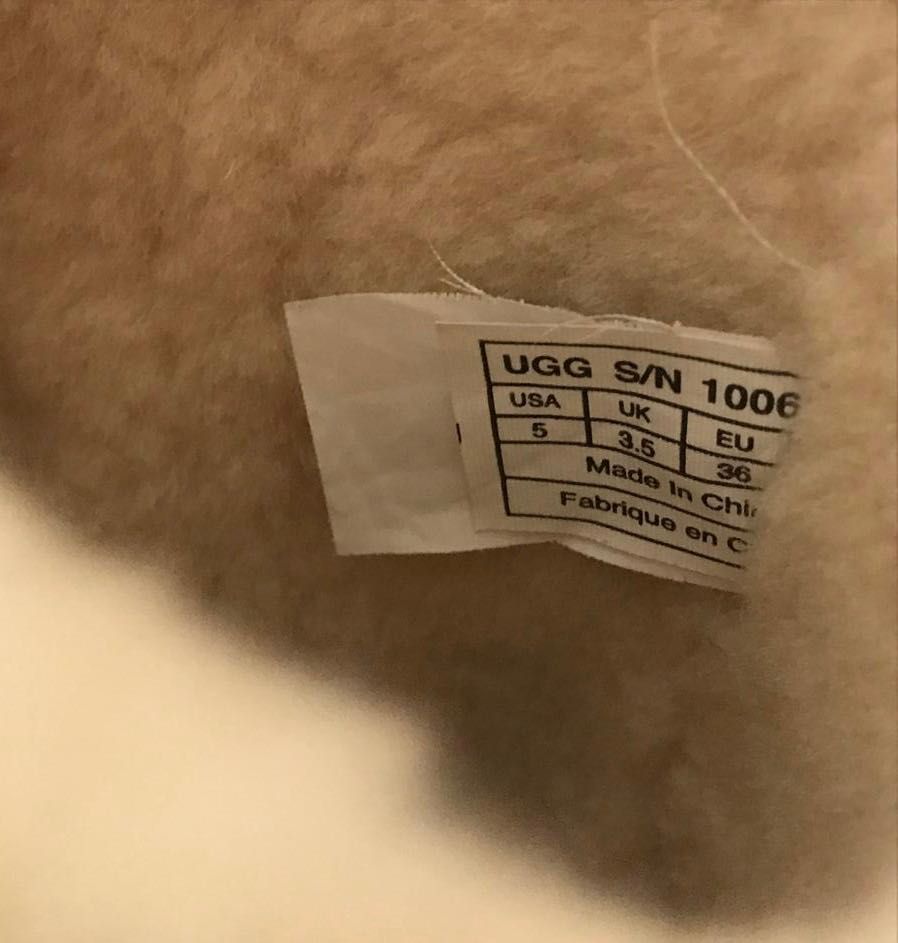 UGG S/N 1006
USA UK EU
5 3.5 36
Made In
Fabrique en